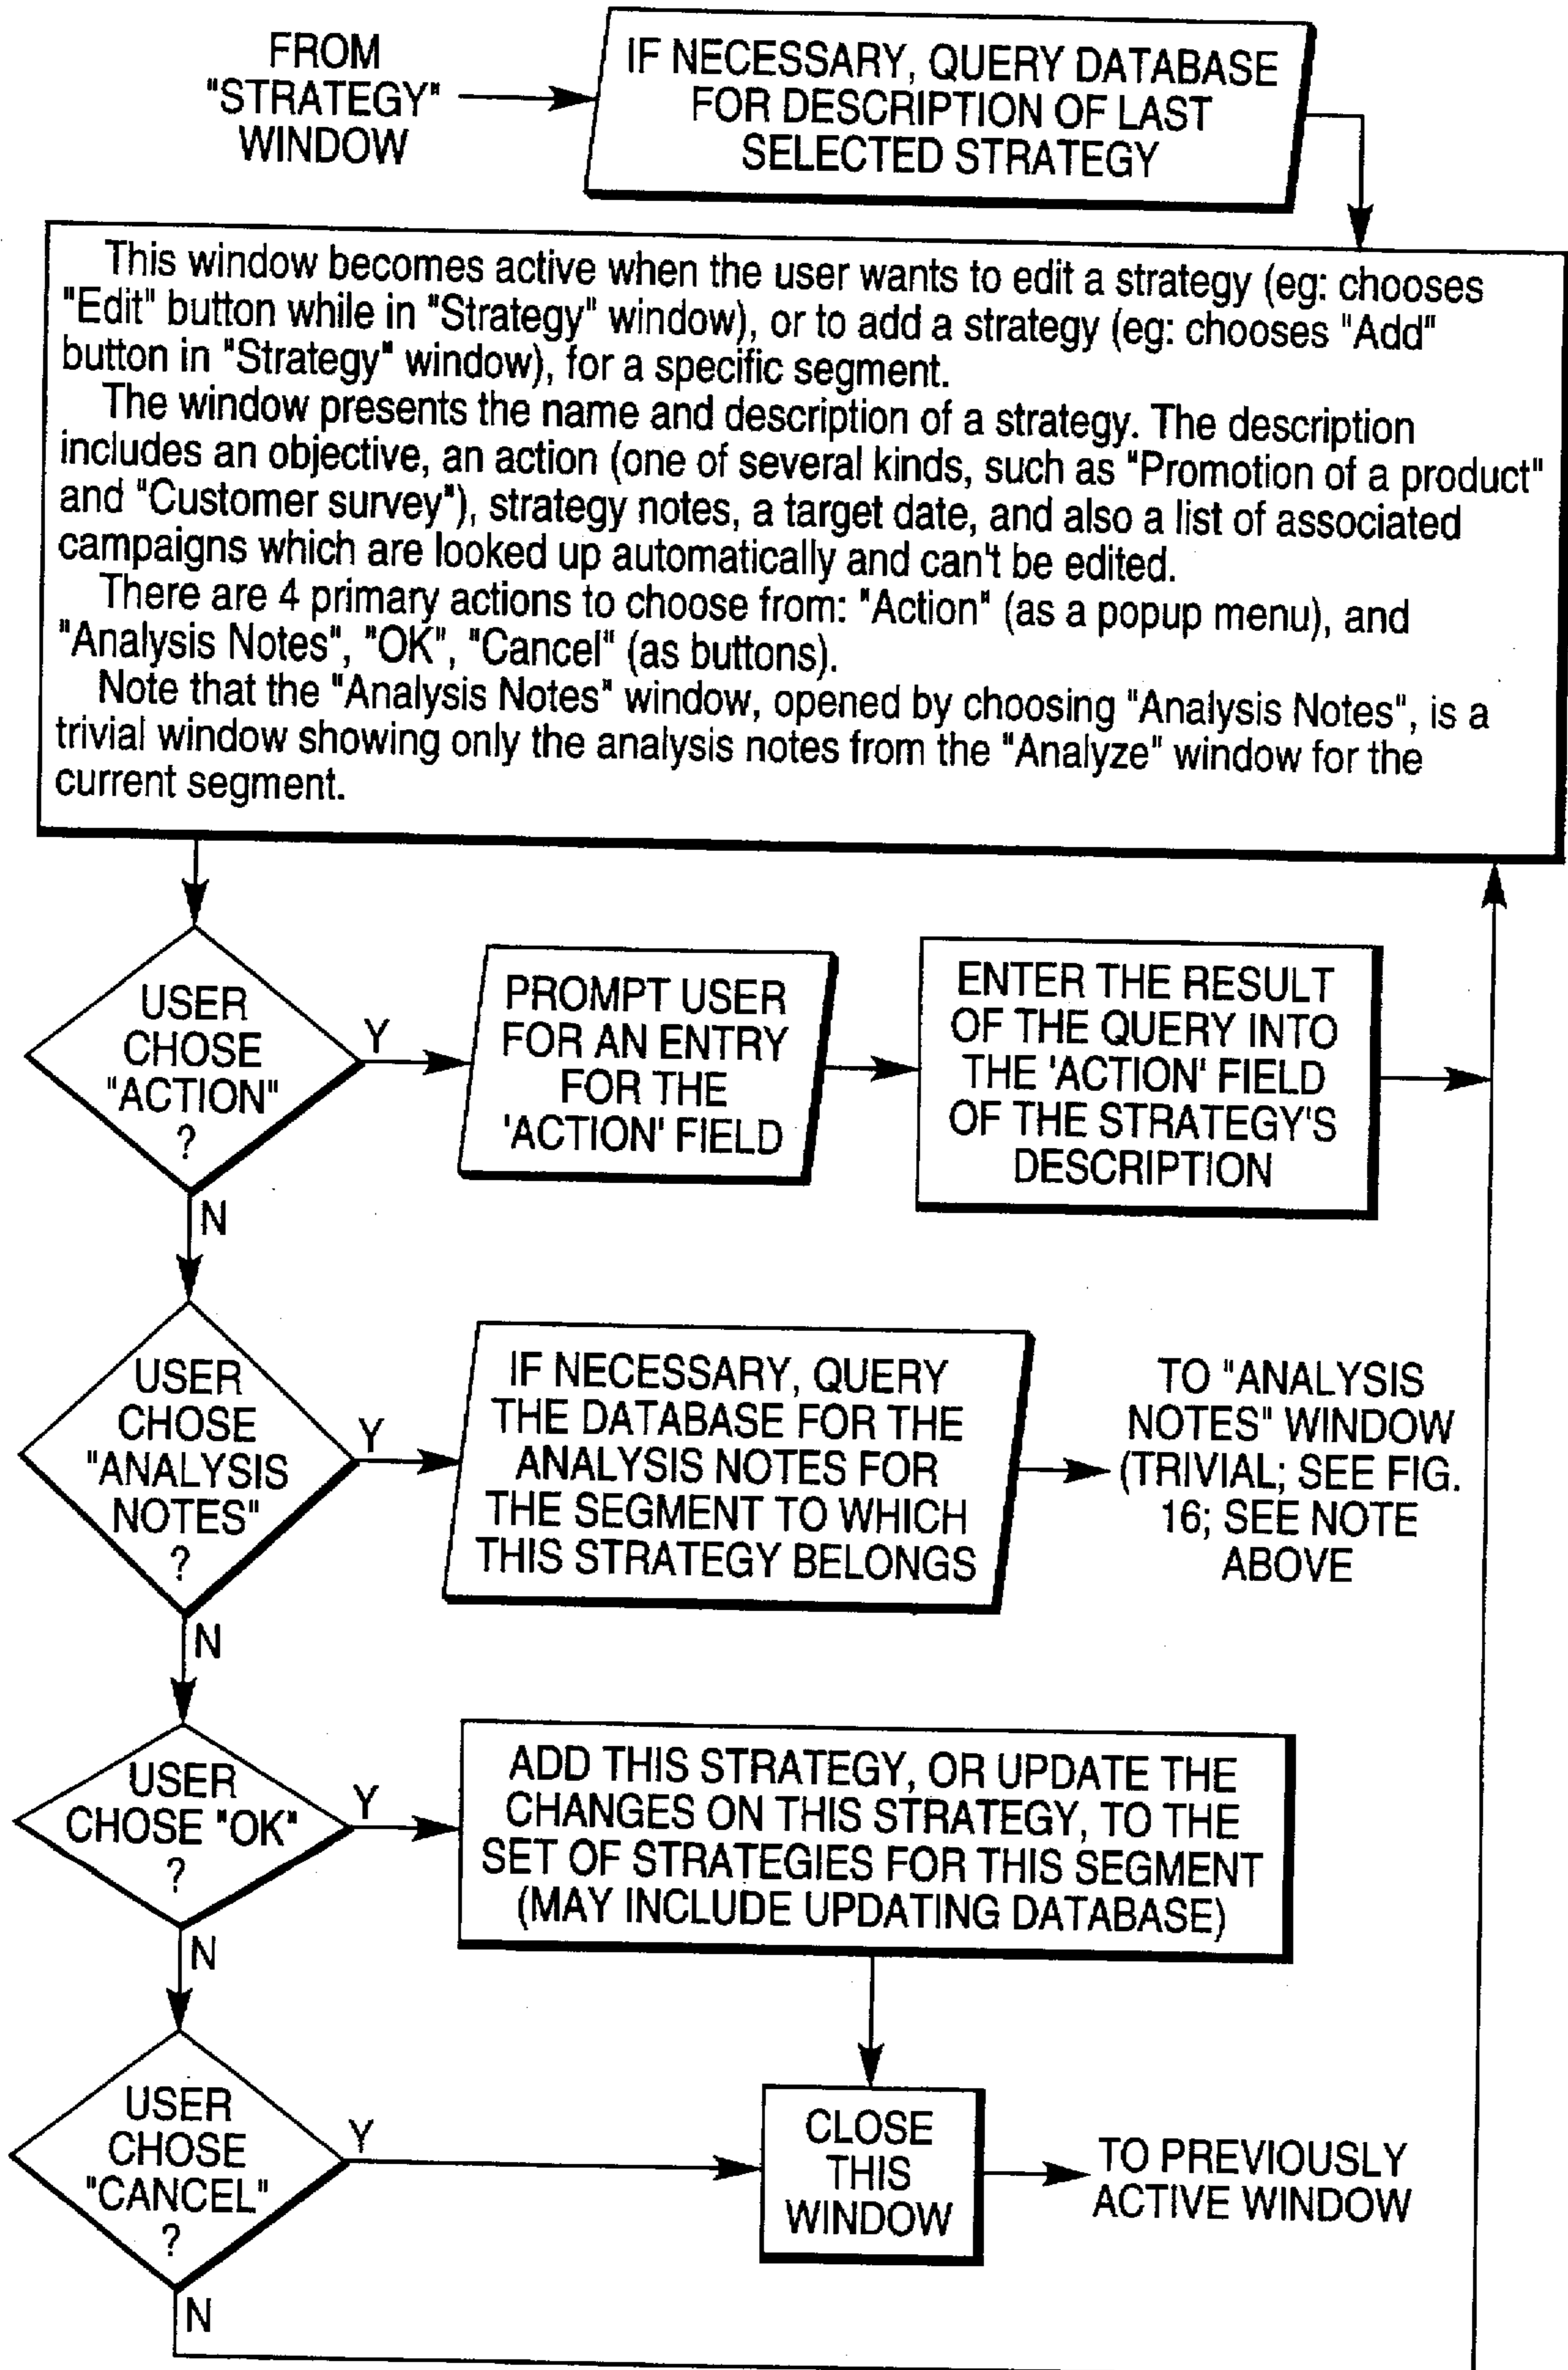 FROM
"STRATEGY"
WINDOW
IF NECESSARY, QUERY DATABASE
FOR DESCRIPTION OF LAST
SELECTED STRATEGY
This window becomes active when the user wants to edit a strategy (eg: chooses
"Edit" button while in "Strategy" window), or to add a strategy (eg: chooses "Add"
button in "Strategy" window), for a specific segment.
The window presents the name and description of a strategy. The description
includes an objective, an action (one of several kinds, such as "Promotion of a product"
and "Customer survey"), strategy notes, a target date, and also a list of associated
campaigns which are looked up automatically and can't be edited.
There are 4 primary actions to choose from: "Action" (as a popup menu), and
"Analysis Notes", "OK", "Cancel" (as buttons).
Note that the "Analysis Notes" window, opened by choosing "Analysis Notes", is a
trivial window showing only the analysis notes from the "Analyze" window for the
current segment.
USER
CHOSE
"ACTION"
?
Y
PROMPT USER
FOR AN ENTRY
FOR THE
'ACTION' FIELD
ENTER THE RESULT
OF THE QUERY INTO
THE 'ACTION' FIELD
OF THE STRATEGY'S
DESCRIPTION
N
USER
CHOSE
"ANALYSIS
NOTES"
?
Y
IF NECESSARY, QUERY
THE DATABASE FOR THE
ANALYSIS NOTES FOR
THE SEGMENT TO WHICH
THIS STRATEGY BELONGS
TO "ANALYSIS
NOTES" WINDOW
(TRIVIAL; SEE FIG.
16; SEE NOTE
ABOVE
N
USER
CHOSE "OK"
?
Y
ADD THIS STRATEGY, OR UPDATE THE
CHANGES ON THIS STRATEGY, TO THE
SET OF STRATEGIES FOR THIS SEGMENT
(MAY INCLUDE UPDATING DATABASE)
N
USER
CHOSE
"CANCEL"
?
Y
CLOSE
THIS
WINDOW
TO PREVIOUSLY
ACTIVE WINDOW
N